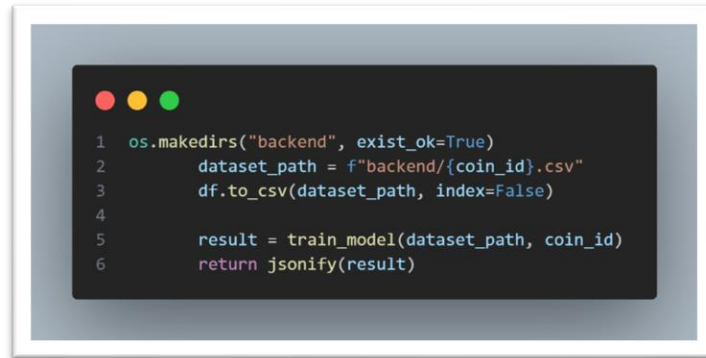 1 os.makedirs("backend", exist_ok=True)
2 dataset_path = f"backend/{coin_id}.csv"
3 df.to_csv(dataset_path, index=False)
4
5 result = train_model(dataset_path, coin_id)
6 return jsonify(result)